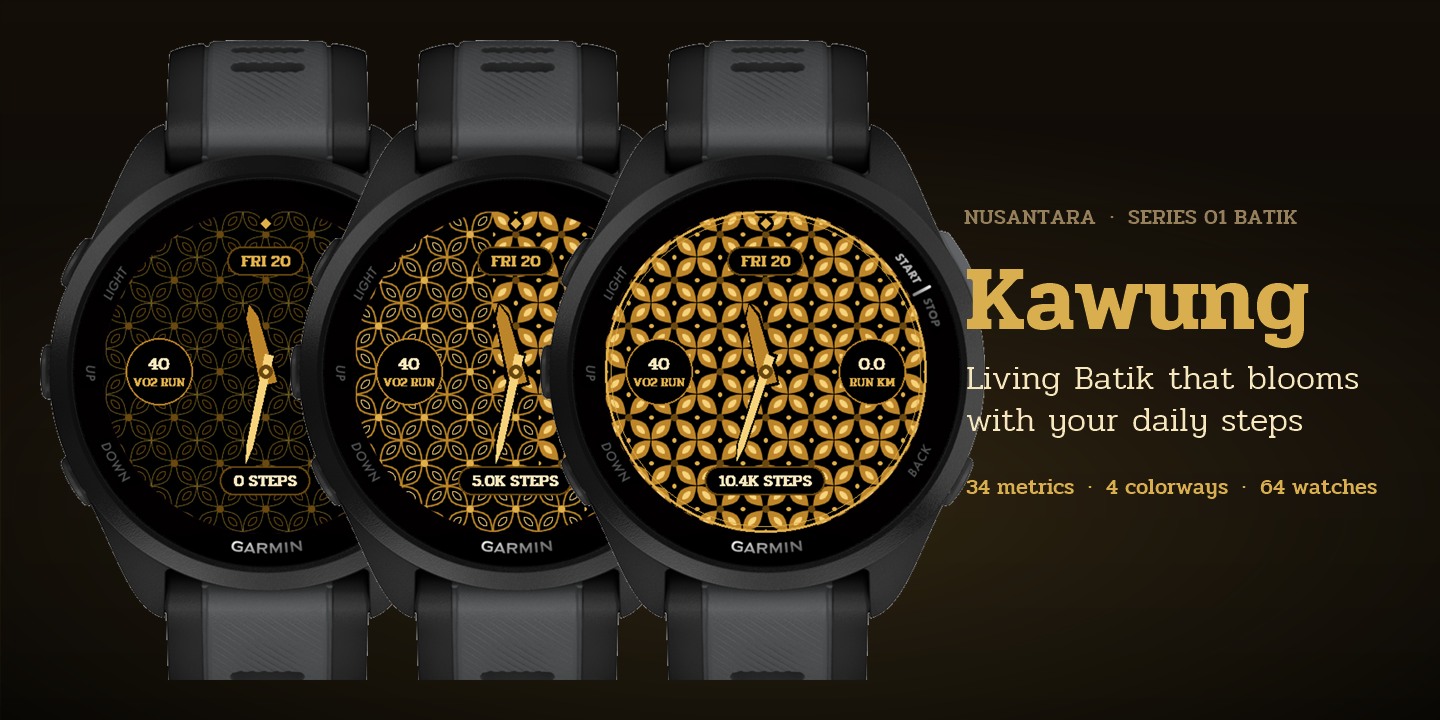 FRI 20
LIGHT
UP
40
VO2 RUN
DOWN
0 STEPS
GARMIN
FRI 20
LIGHT
UP
40
VO2 RUN
DOWN
5.0K STEPS
GARMIN
FRI 20
LIGHT
START
STOP
UP
40
VO2 RUN
0.0
RUN KM
DOWN
BACK
10.4K STEPS
GARMIN
NUSANTARA · SERIES 01 BATIK
Kawung
Living Batik that blooms
with your daily steps
34 metrics · 4 colorways · 64 watches